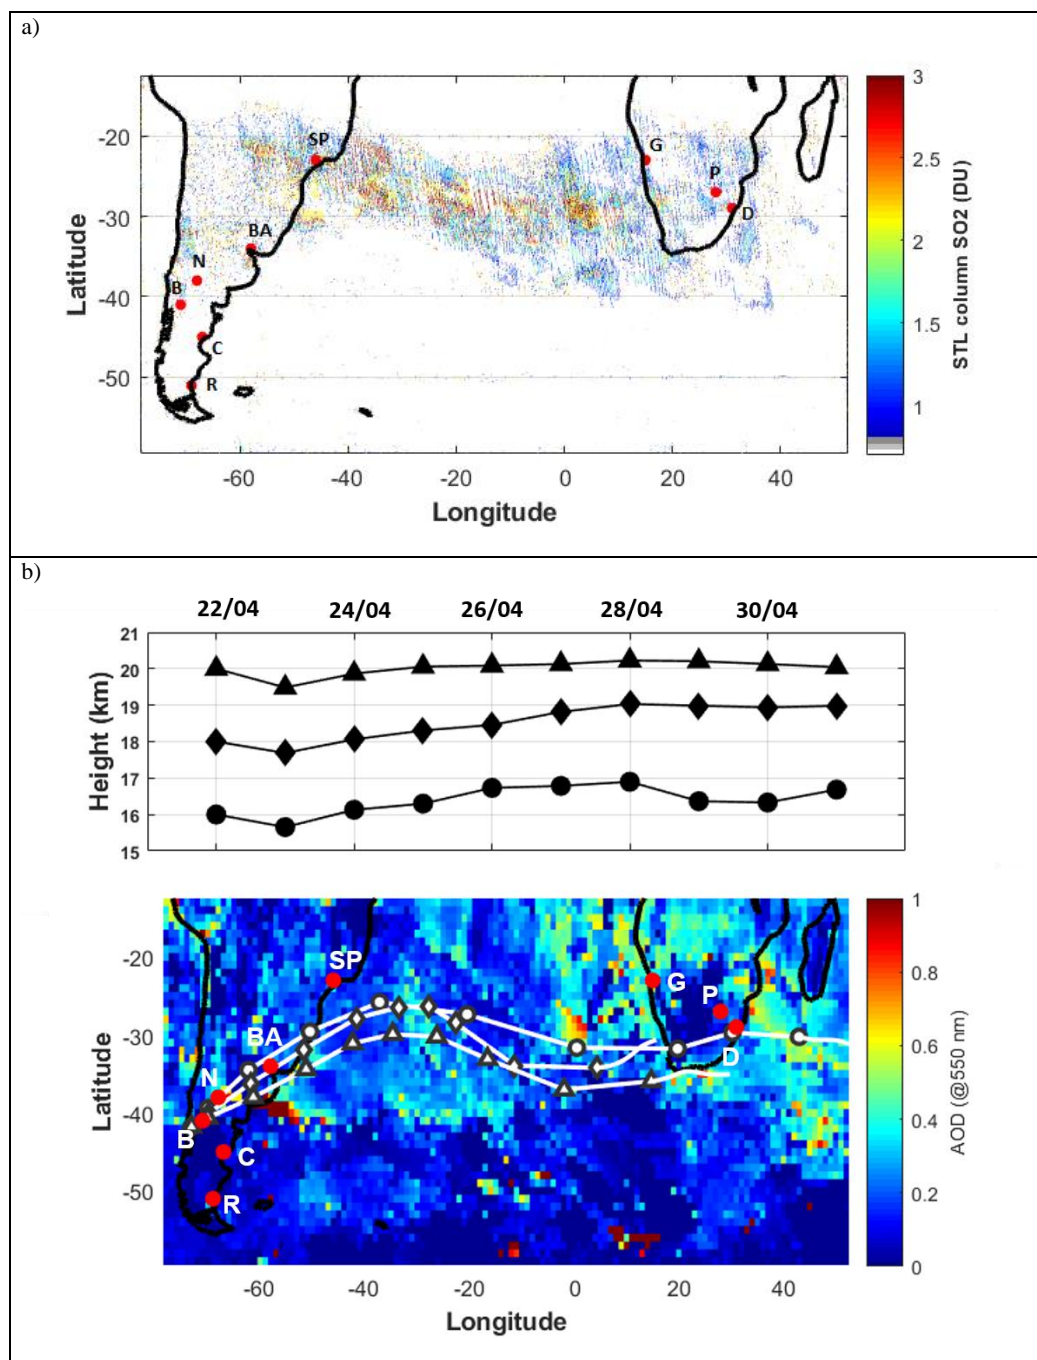 a)
-20
-30
-40
-50
Latitude
-60
-40
-20
0
20
40
Longitude
SP
BA
N
B
C
R
G
P
D
3
2.5
2
1.5
1
STL column SO2 (DU)
b)
22/04
24/04
26/04
28/04
30/04
21
20
19
18
17
16
15
Height (km)
-20
-30
-40
-50
Latitude
SP
BA
N
B
C
R
G
P
D
-60
-40
-20
0
20
40
Longitude
1
0.8
0.6
0.4
0.2
0
AOD (@550 nm)